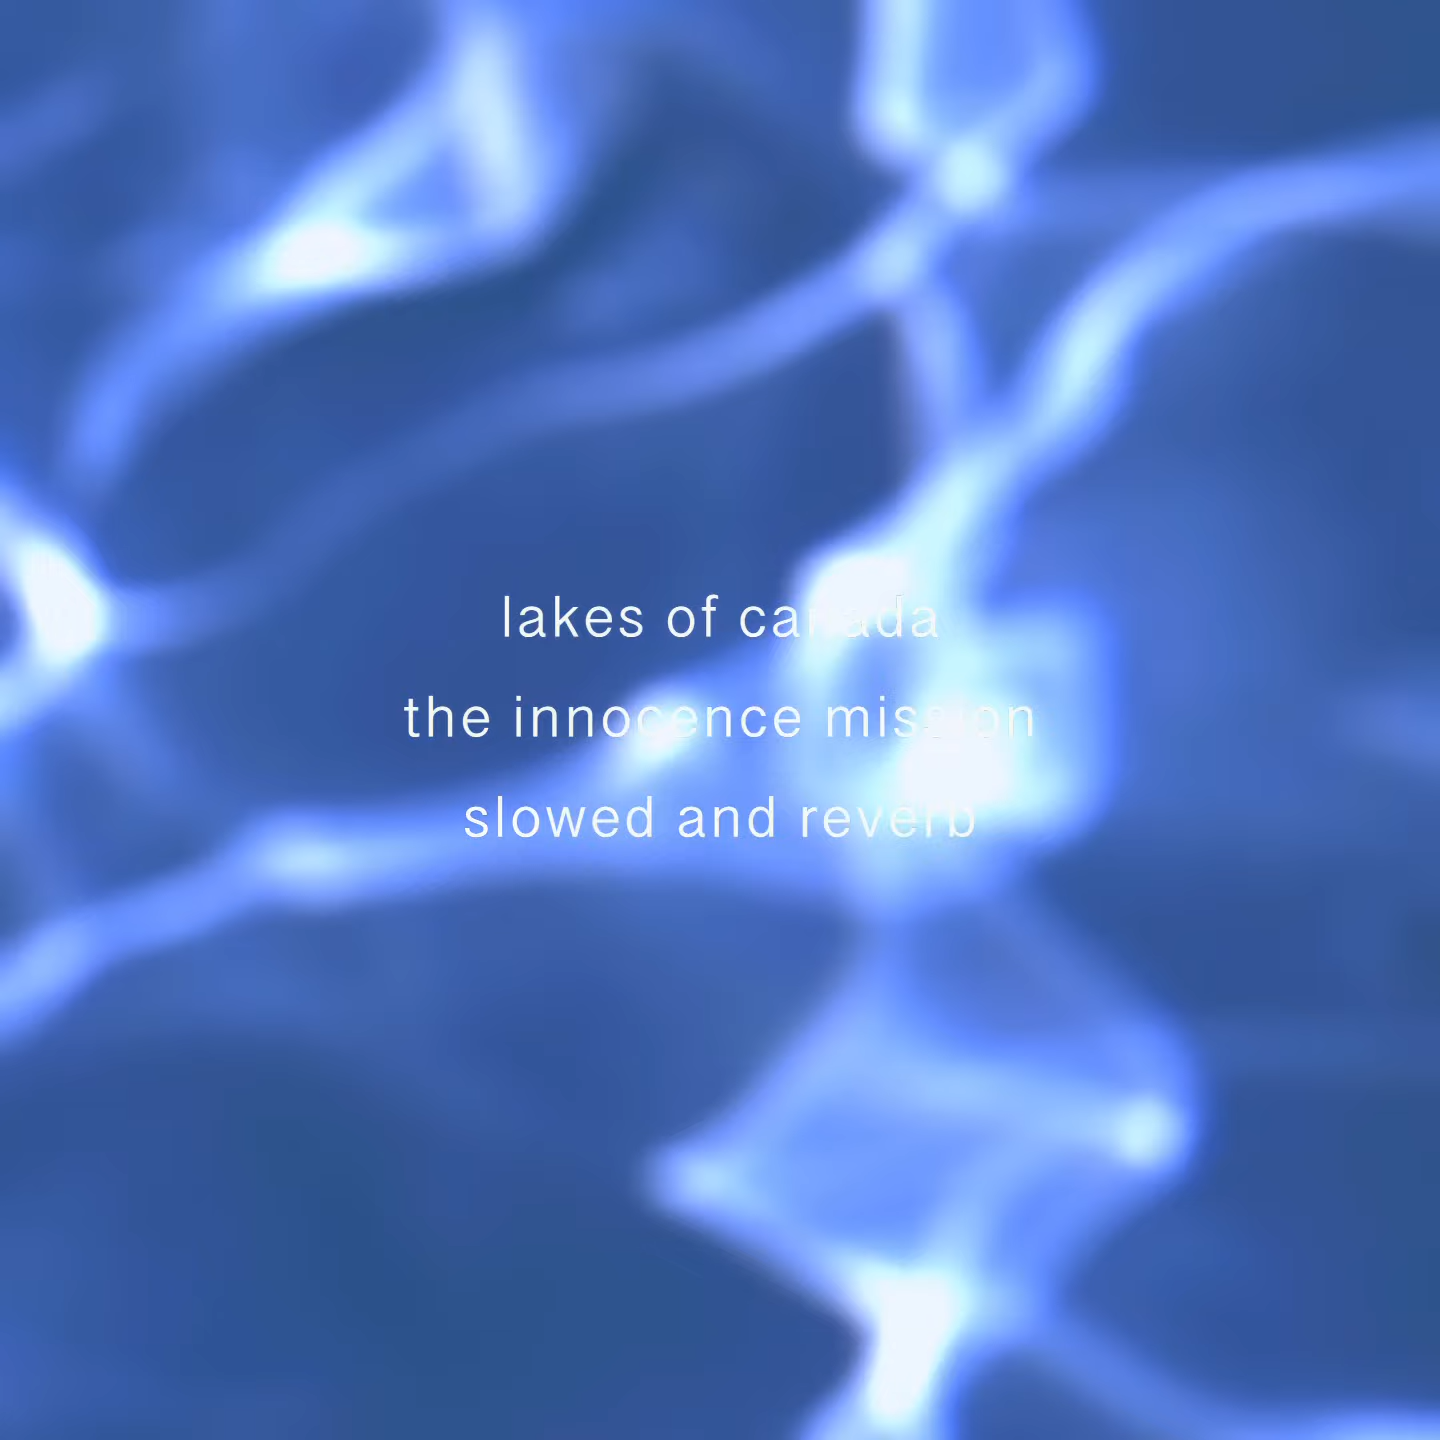 lakes of canada
the innocence mission
slowed and reverb